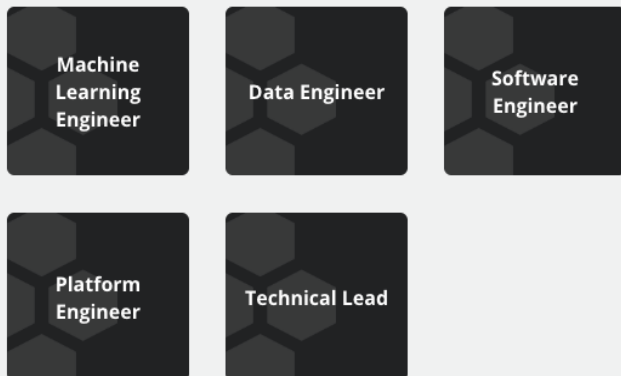 Machine
Learning
Engineer
Data Engineer
Software
Engineer
Platform
Engineer
Technical Lead